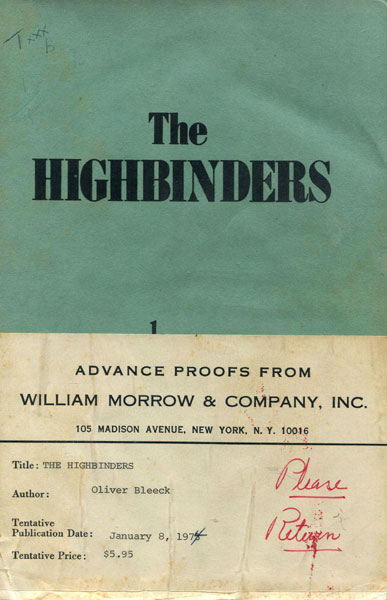 The
HIGHBINDERS
1
ADVANCE PROOFS FROM
WILLIAM MORROW & COMPANY, INC.
105 MADISON AVENUE, NEW YORK, N. Y. 10016
Title: THE HIGHBINDERS
Author: Oliver Bleeck
Tentative
Publication Date: January 8, 1974
Tentative Price: $5.95
Please
Return